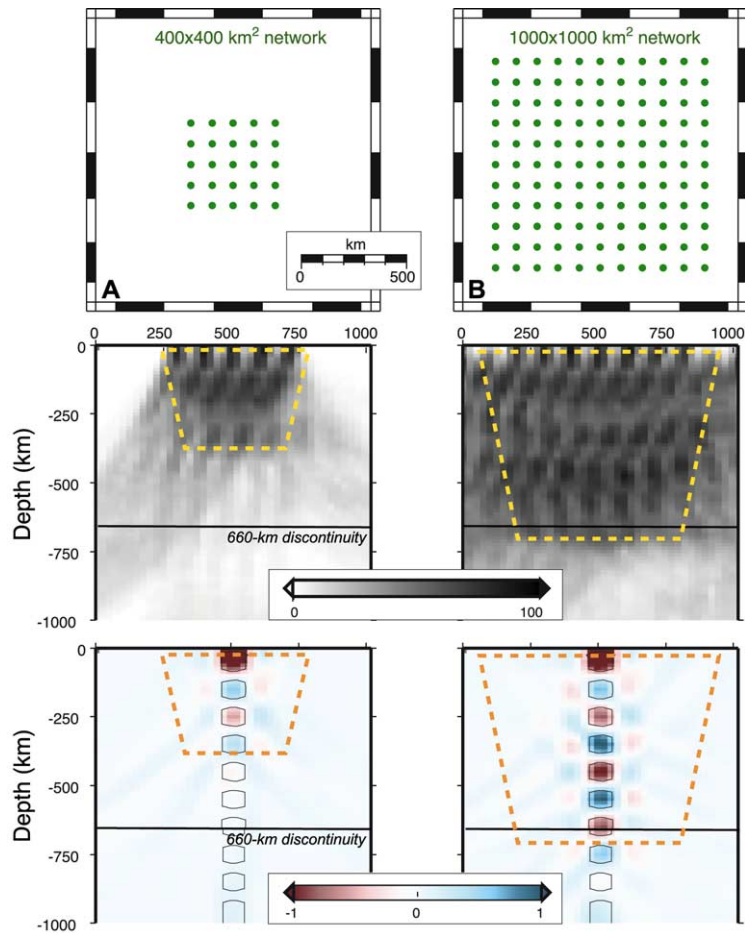 400x400 km² network
1000x1000 km² network
km
0 500
A
B
0 250 500 750 1000
0 250 500 750 1000
0
-250
-500
-750
-1000
Depth (km)
660-km discontinuity
0 100
0
-250
-500
-750
-1000
Depth (km)
660-km discontinuity
-1 0 1